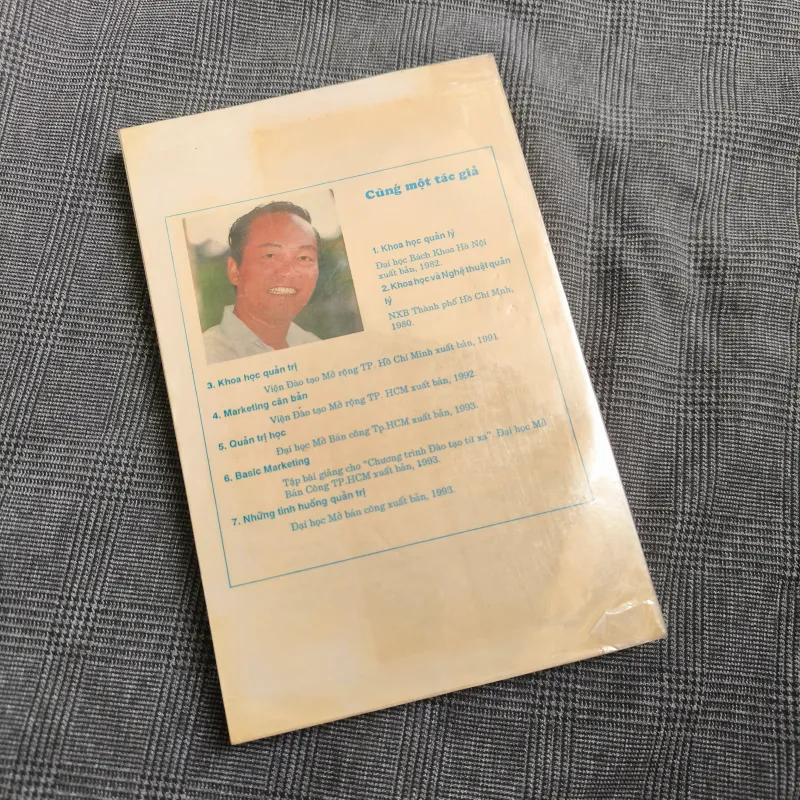 Cùng một tác giả
1. Khoa học quản lý
Đại học Bách Khoa Hà Nội
xuất bản, 1982.
2. Khoa học và Nghệ thuật quản
lý
NXB Thành phố Hồ Chí Mnh,
1980.
3. Khoa học quản trị
Viện Đào tạo Mở rộng TP. Hồ Chí Minh xuất bản, 1991
4. Marketing căn bản
Viện Đào tạo Mở rộng TP. HCM xuất bản, 1992.
5. Quản trị học
Đại học Mở Bán công Tp.HCM xuất bản, 1993.
6. Basic Marketing
Tập bài giảng cho "Chương trình Đào tạo từ xa" Đại học Mở
Bán Công TP.HCM xuất bản, 1993.
7. Những tình huống quản trị
Đại học Mở bán công xuất bản, 1993.